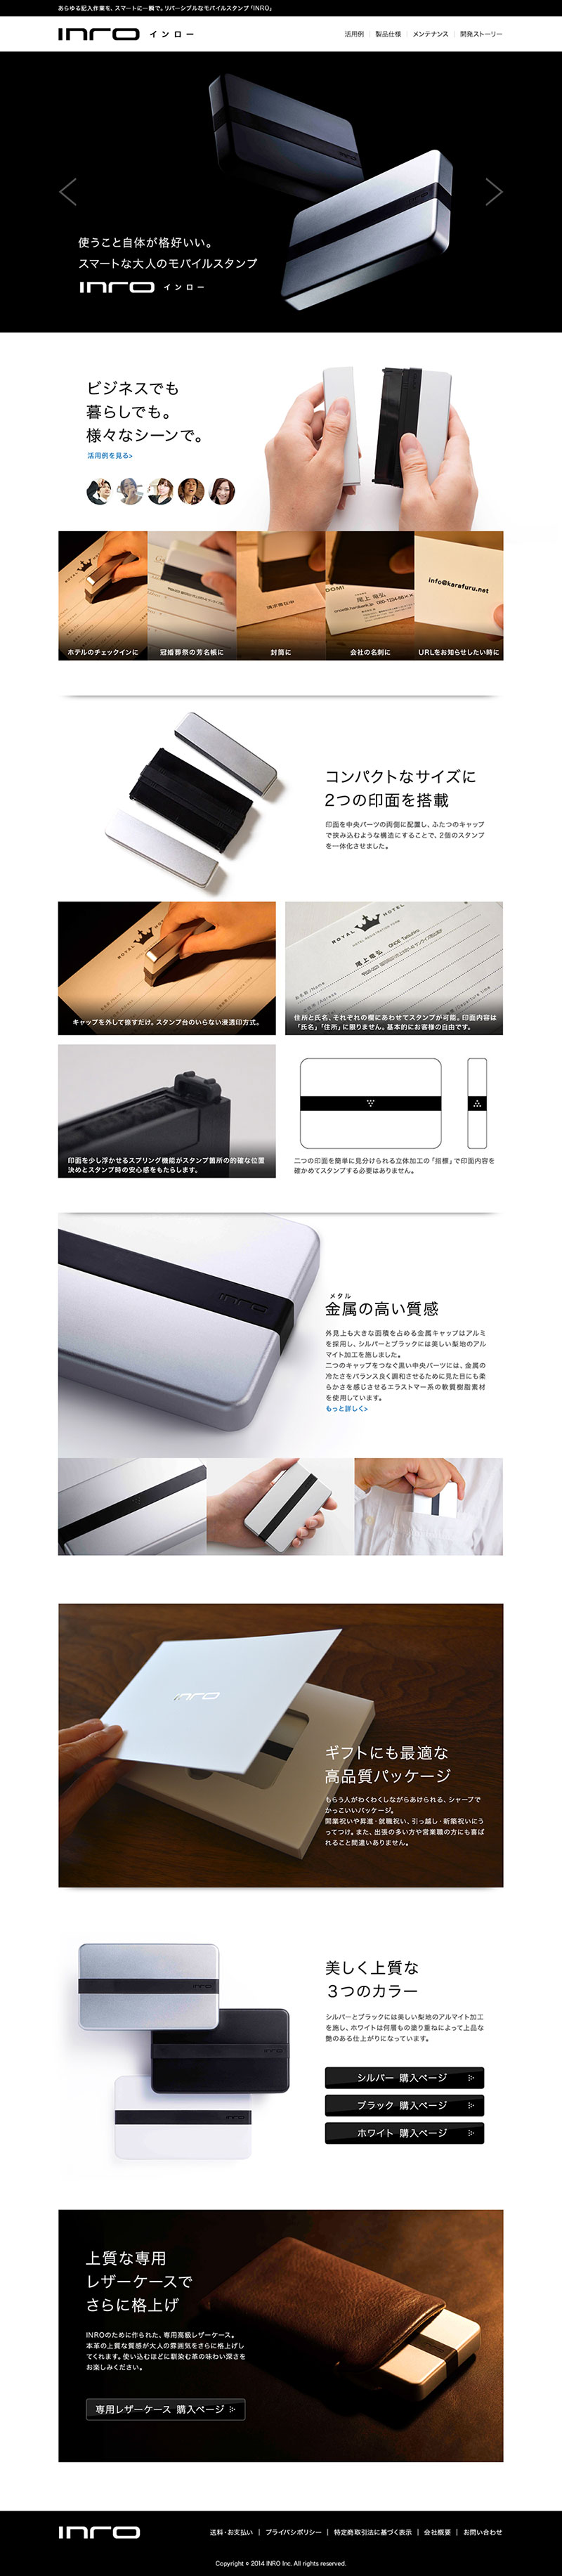 あらゆる記入作業を、スマートに一瞬で。リバーシブルなモバイルスタンプ「INRO」
INRO インロー
活用例 | 製品仕様 | メンテナンス | 開発ストーリー
使うこと自体が格好いい。
スマートな大人のモバイルスタンプ
INRO インロー
ビジネスでも
暮らしでも。
様々なシーンで。
活用例を見る>
ROYAL HOTEL
info@karafuru.net
ホテルのチェックインに
冠婚葬祭の芳名帳に
封筒に
会社の名刺に
URLをお知らせしたい時に
コンパクトなサイズに
2つの印面を搭載
印面を中央パーツの両側に配置し、ふたつのキャップ
で挟み込むような構造にすることで、2個のスタンプ
を一体化させました。
ROYAL HOTEL
ROYAL HOTEL
HOTEL REGISTRATION FORM
キャップを外して捺すだけ。スタンプ台のいらない浸透印方式。
住所と氏名、それぞれの欄にあわせてスタンプが可能。印面内容は
「氏名」「住所」に限りません。基本的にお客様の自由です。
印面を少し浮かせるスプリング機能がスタンプ箇所の的確な位置
決めとスタンプ時の安心感をもたらします。
二つの印面を簡単に見分けられる立体加工の「指標」で印面内容を
確かめてスタンプする必要はありません。
メタル
金属の高い質感
外見上も大きな面積を占める金属キャップはアルミ
を採用し、シルバーとブラックには美しい梨地のアル
マイト加工を施しました。
二つのキャップをつなぐ黒い中央パーツには、金属の
冷たさをバランス良く調和させるために見た目にも柔
らかさを感じさせるエラストマー系の軟質樹脂素材
を使用しています。
もっと詳しく>
INRO
ギフトにも最適な
高品質パッケージ
もらう人がわくわくしながらあけられる、シャープで
かっこいいパッケージ。
開業祝いや昇進・就職祝い、引っ越し・新築祝いにう
ってつけ。また、出張の多い方や営業職の方にも喜ば
れること間違いありません。
美しく上質な
3つのカラー
シルバーとブラックには美しい梨地のアルマイト加工
を施し、ホワイトは何層もの塗り重ねによって上品な
艶のある仕上がりになっています。
シルバー 購入ページ
ブラック 購入ページ
ホワイト 購入ページ
上質な専用
レザーケースで
さらに格上げ
INROのために作られた、専用高級レザーケース。
本革の上質な質感が大人の雰囲気をさらに格上げし
てくれます。使い込むほどに馴染む革の味わい深さを
お楽しみください。
専用レザーケース 購入ページ
INRO
送料・お支払い | プライバシポリシー | 特定商取引法に基づく表示 | 会社概要 | お問い合わせ
Copyright © 2014 INRO Inc. All rights reserved.